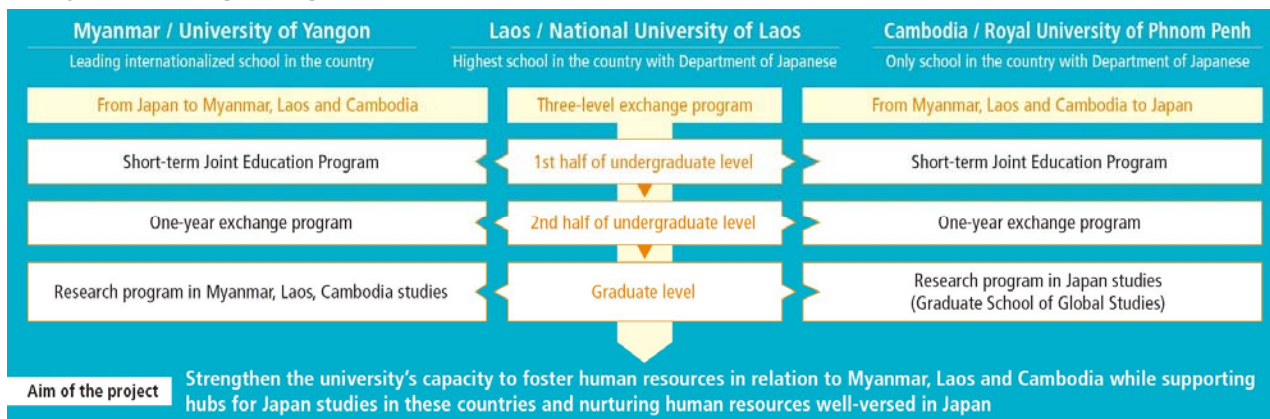 Myanmar / University of Yangon
Leading internationalized school in the country
Laos / National University of Laos
Highest school in the country with Department of Japanese
Cambodia / Royal University of Phnom Penh
Only school in the country with Department of Japanese
From Japan to Myanmar, Laos and Cambodia
Three-level exchange program
From Myanmar, Laos and Cambodia to Japan
Short-term Joint Education Program
1st half of undergraduate level
Short-term Joint Education Program
One-year exchange program
2nd half of undergraduate level
One-year exchange program
Research program in Myanmar, Laos, Cambodia studies
Graduate level
Research program in Japan studies
(Graduate School of Global Studies)
Aim of the project
Strengthen the university's capacity to foster human resources in relation to Myanmar, Laos and Cambodia while supporting
hubs for Japan studies in these countries and nurturing human resources well-versed in Japan